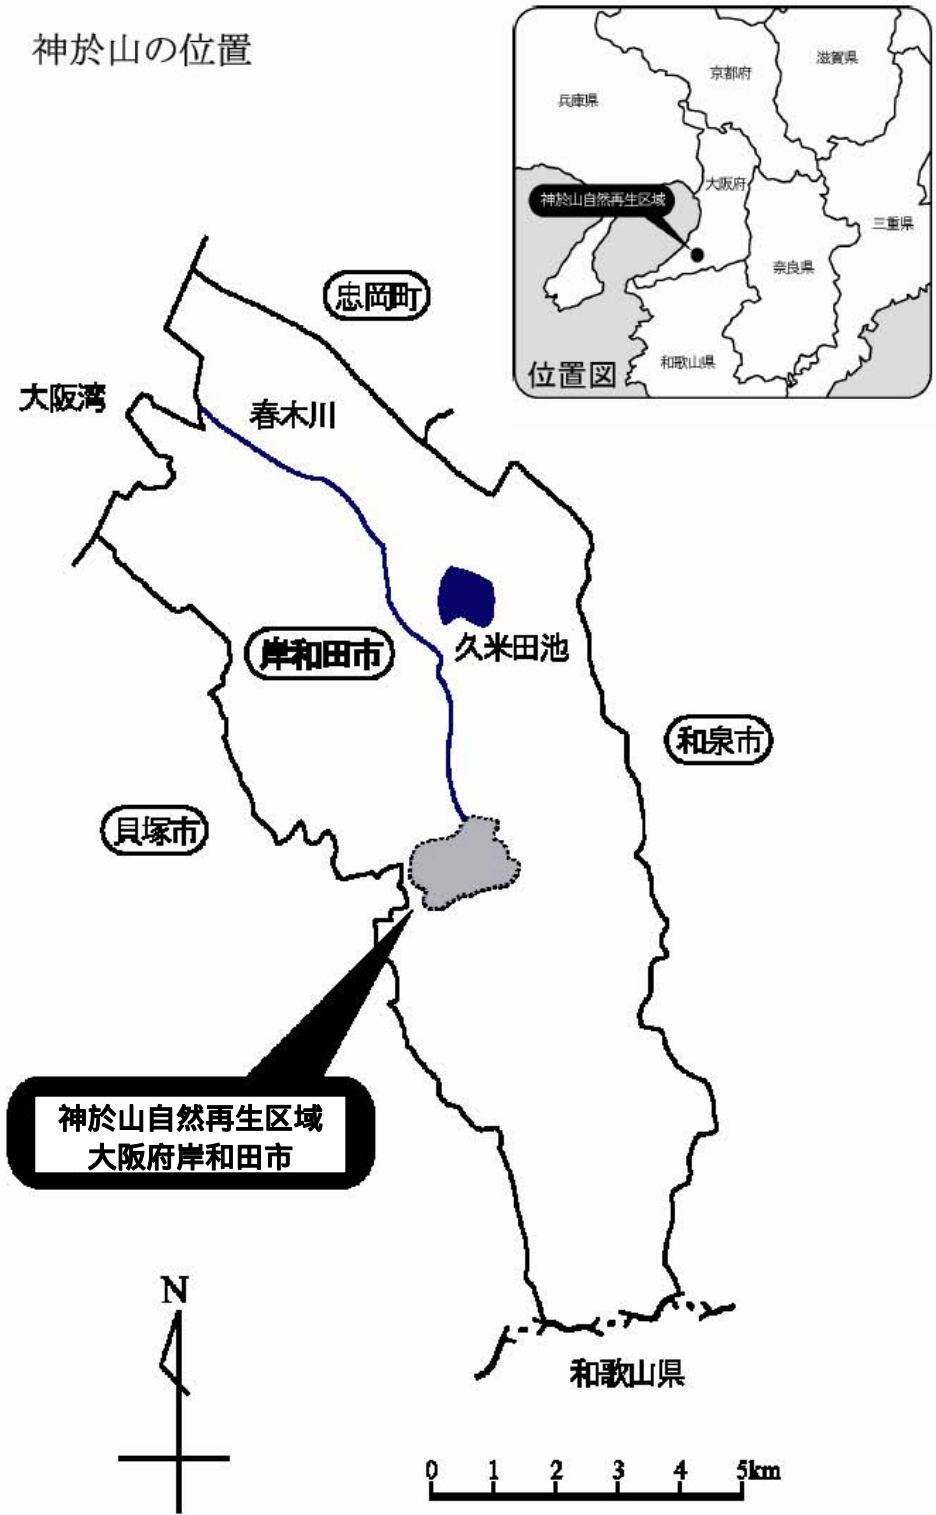 神於山の位置
滋賀県
京都府
兵庫県
大阪府
神於山自然再生区域
三重県
奈良県
和歌山県
位置図
忠岡町
大阪湾
春木川
岸和田市
久米田池
和泉市
貝塚市
神於山自然再生区域
大阪府岸和田市
N
和歌山県
0 1 2 3 4 5km